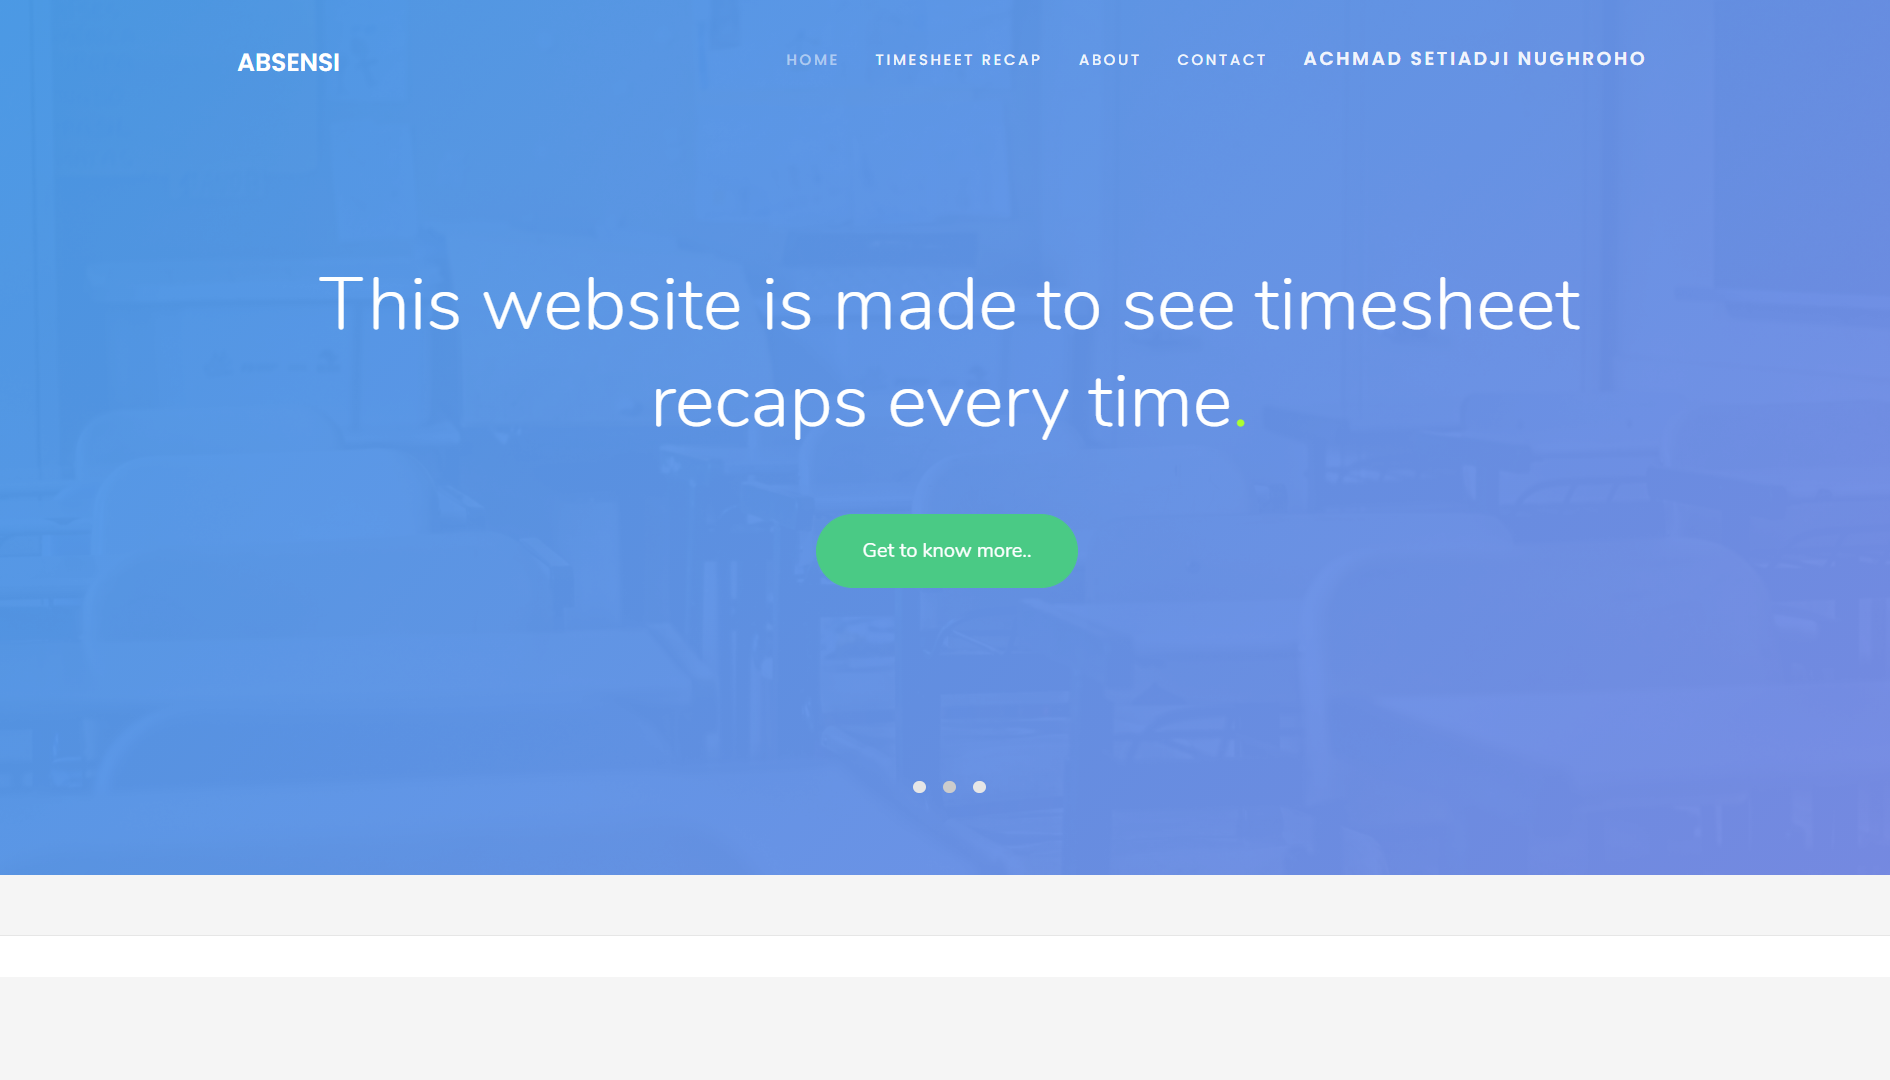 ABSENSI
HOME TIMESHEET RECAP ABOUT CONTACT ACHMAD SETIADJI NUGHROHO
This website is made to see timesheet
recaps every time.
Get to know more..